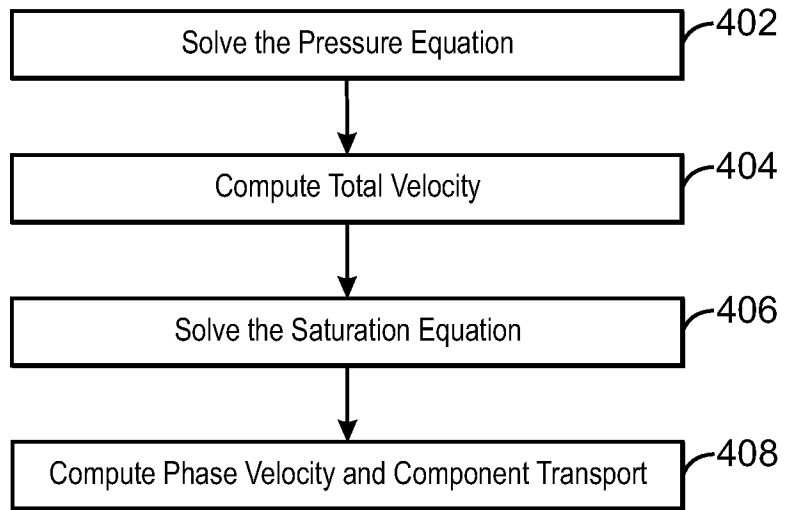 Solve the Pressure Equation
402
Compute Total Velocity
404
Solve the Saturation Equation
406
Compute Phase Velocity and Component Transport
408